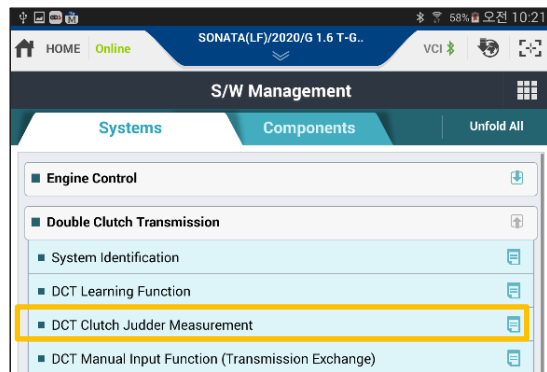 58% 오전 10:21
HOME Online SONATA(LF)/2020/G 1.6 T-G.. VCI
S/W Management
Systems Components Unfold All
Engine Control
Double Clutch Transmission
System Identification
DCT Learning Function
DCT Clutch Judder Measurement
DCT Manual Input Function (Transmission Exchange)